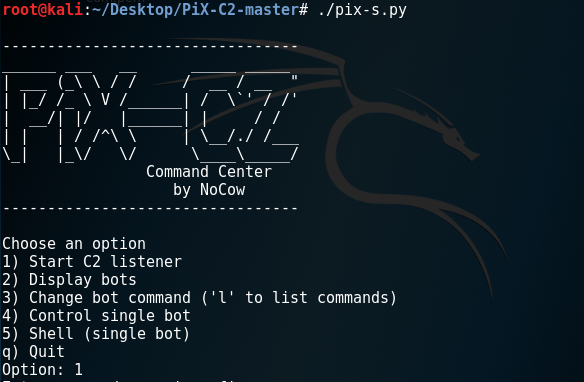 root@kali:~/Desktop/PiX-C2-master# ./pix-s.py
---------------------------------
PiX-C2
Command Center
by NoCow
---------------------------------
Choose an option
1) Start C2 listener
2) Display bots
3) Change bot command ('l' to list commands)
4) Control single bot
5) Shell (single bot)
q) Quit
Option: 1